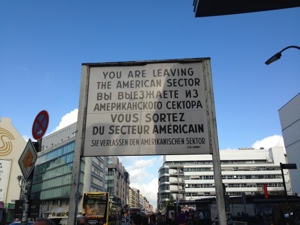 YOU ARE LEAVING
THE AMERICAN SECTOR
ВЫ ВЫЕЗЖАЕТЕ ИЗ
АМЕРИКАНСКОГО СЕКТОРА
VOUS SORTEZ
DU SECTEUR AMÉRICAIN
SIE VERLASSEN DEN AMERIKANISCHEN SEKTOR